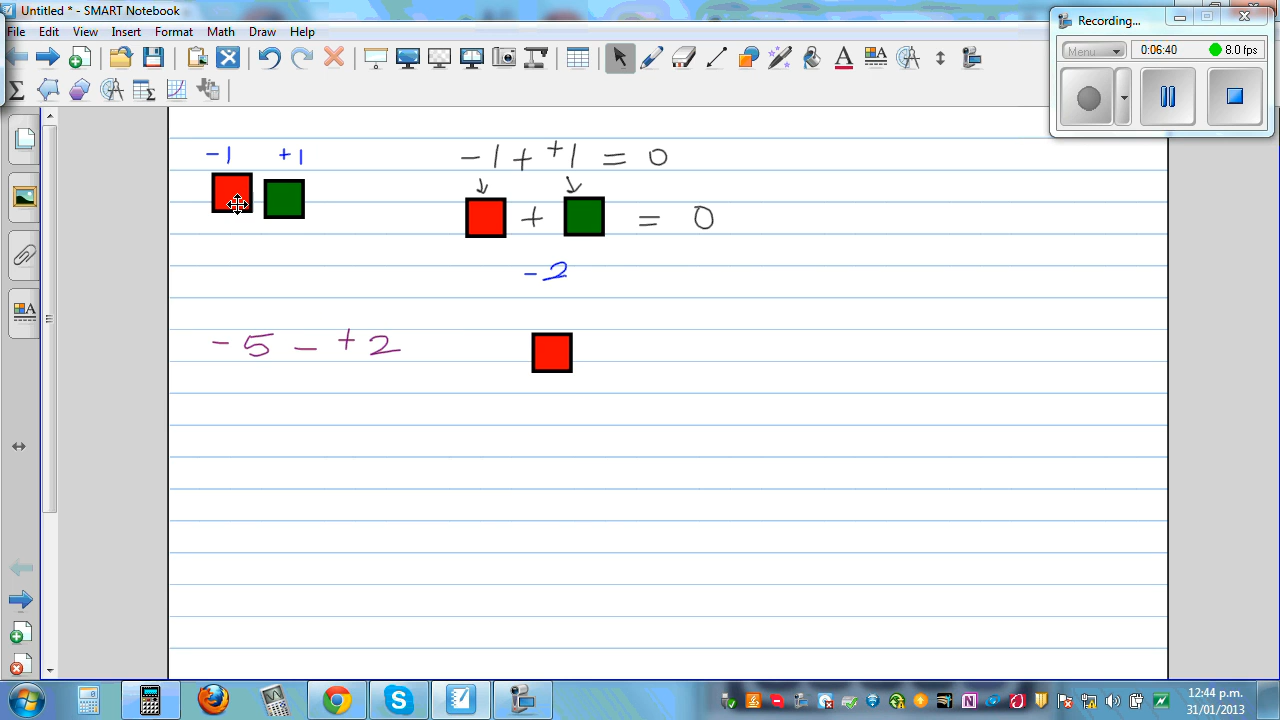 Untitled * - SMART Notebook
File Edit View Insert Format Math Draw Help
Recording...
Menu
:06:40
8.0 fps
-1 +1
-1 + +1 = 0
+ = 0
-2
-5 - +2
12:44 p.m.
31/01/2013